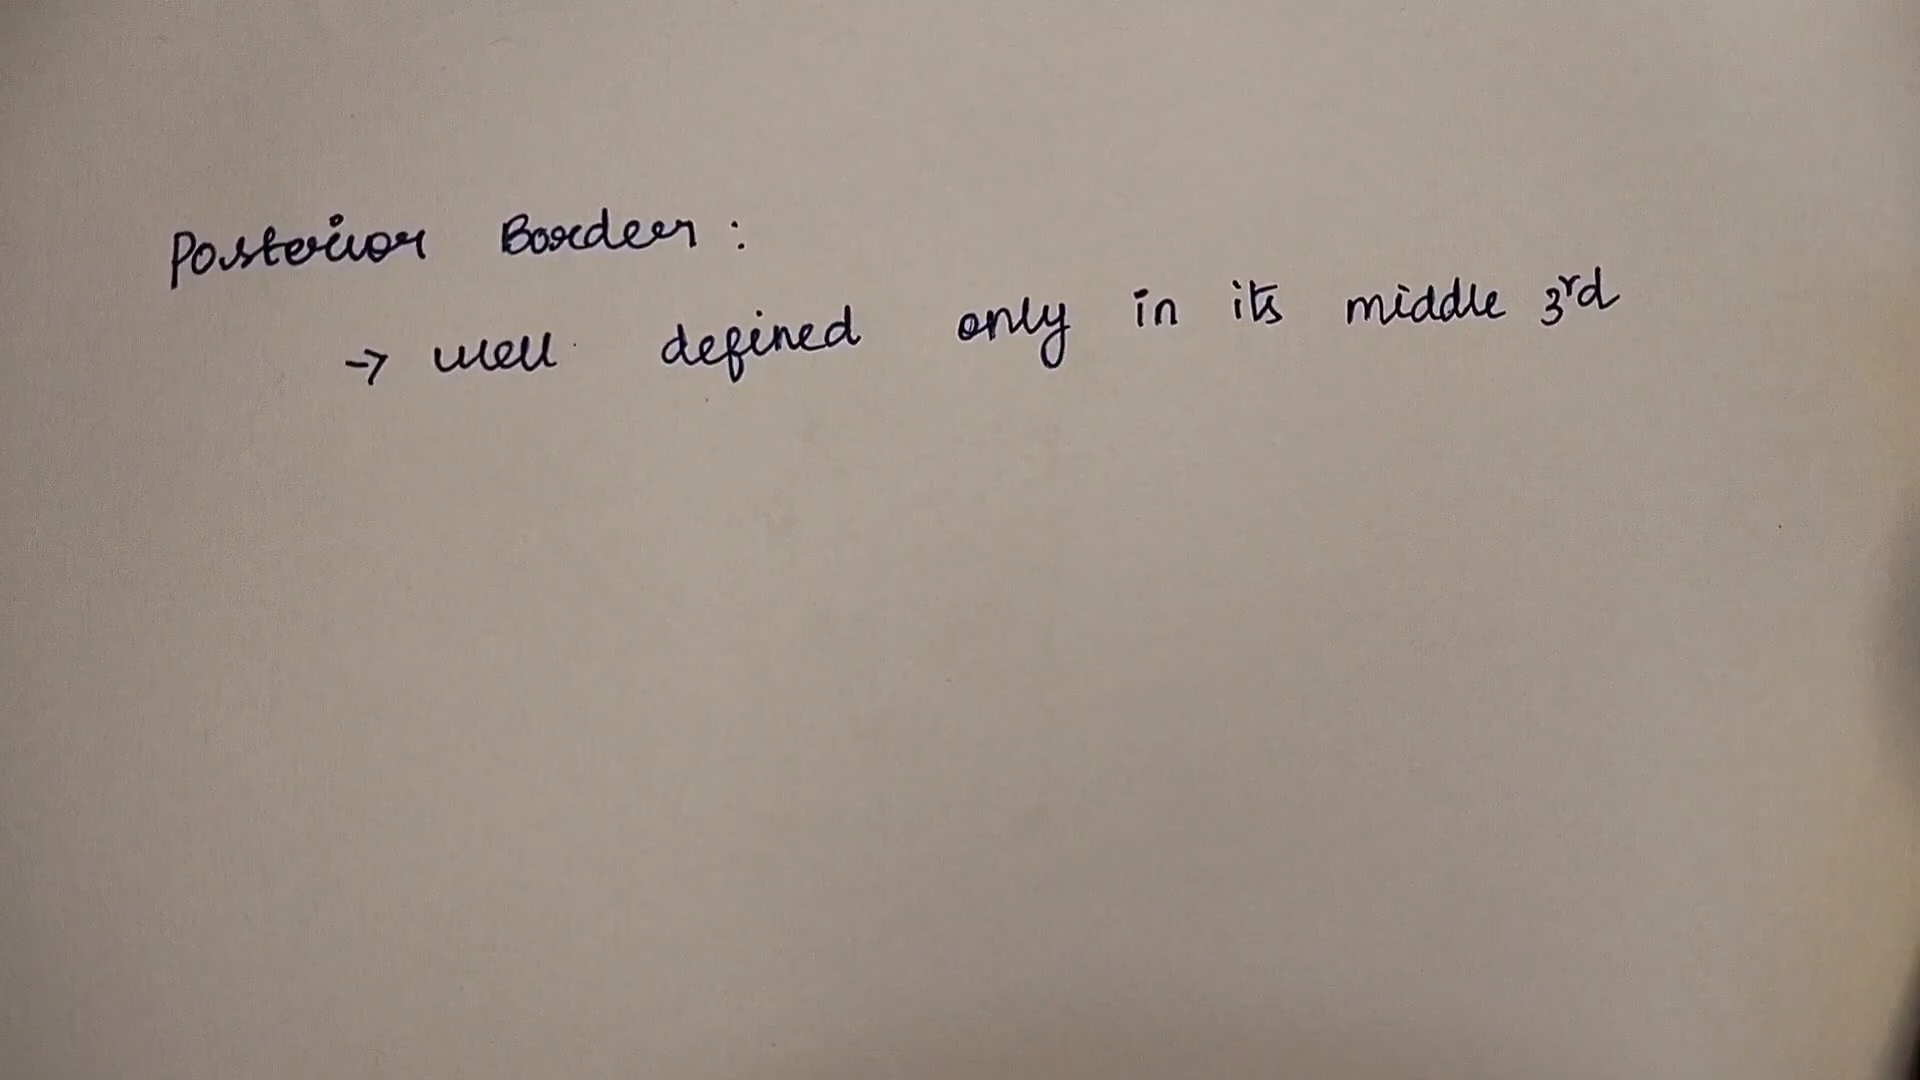 Posterior Border :
→ well defined only in its middle 3rd